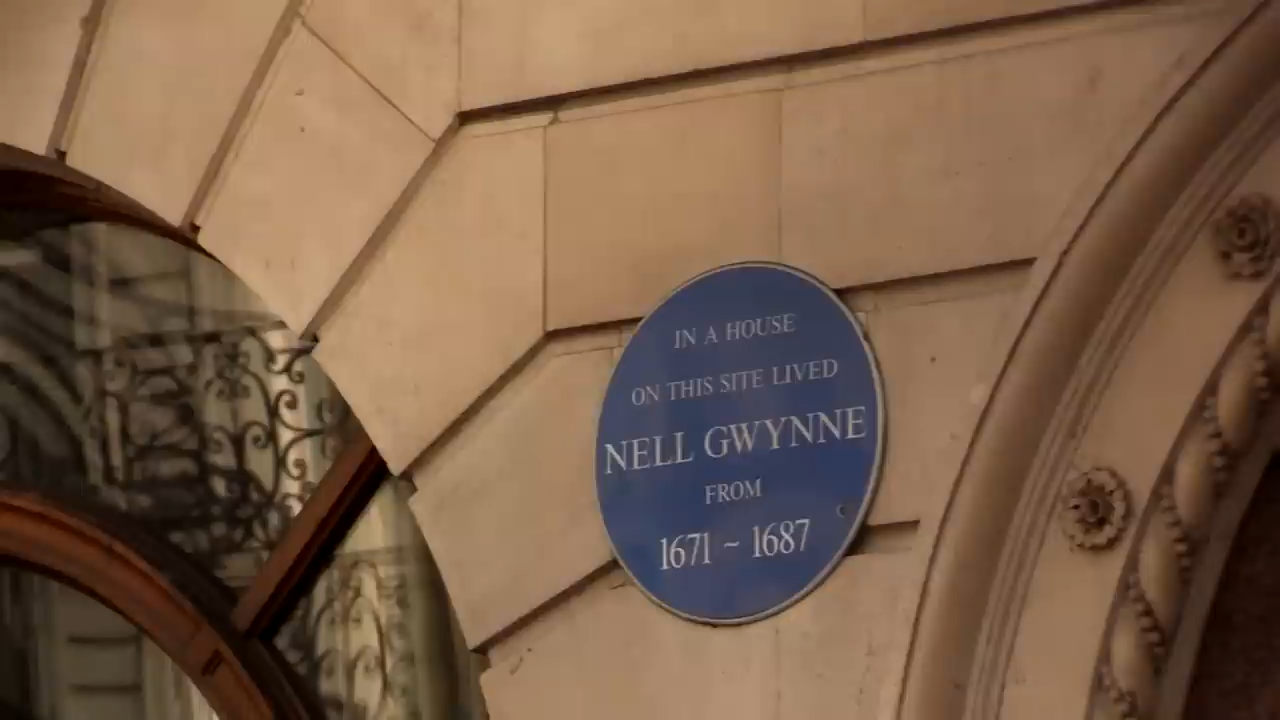 IN A HOUSE
ON THIS SITE LIVED
NELL GWYNNE
FROM
1671 ~ 1687